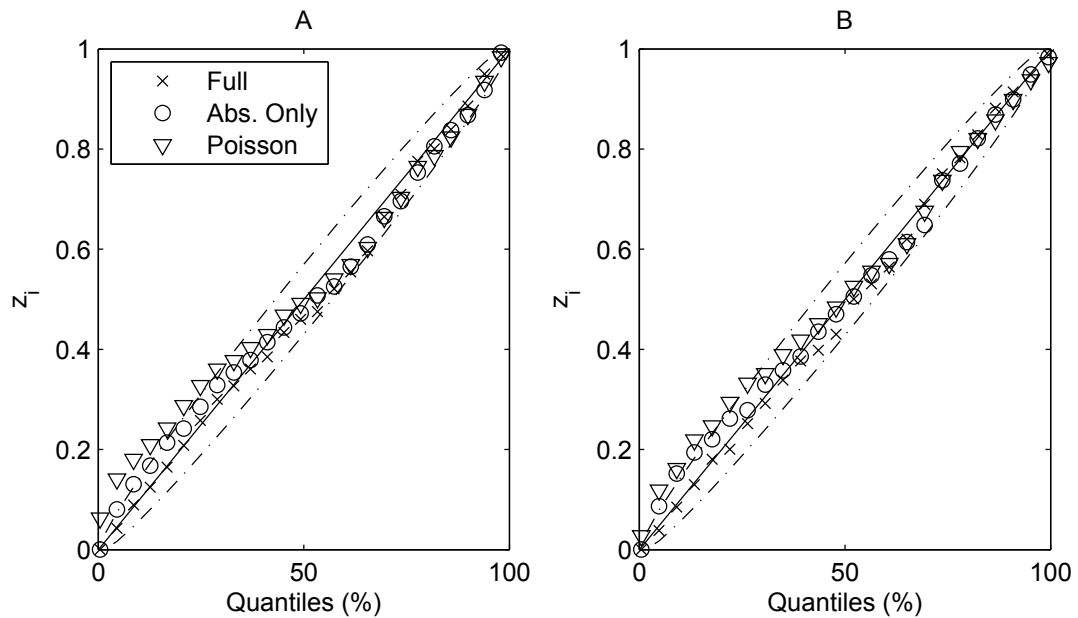 A
1
0.8
0.6
0.4
0.2
0
z_i
0
50
100
Quantiles (%)
Full
Abs. Only
Poisson
B
1
0.8
0.6
0.4
0.2
0
z_i
0
50
100
Quantiles (%)